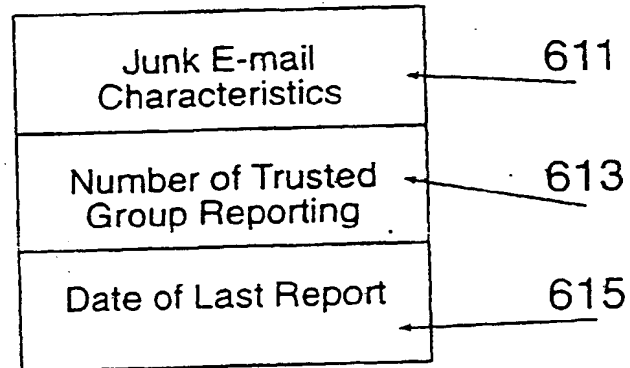 Junk E-mail
Characteristics
611
Number of Trusted
Group Reporting
613
Date of Last Report
615